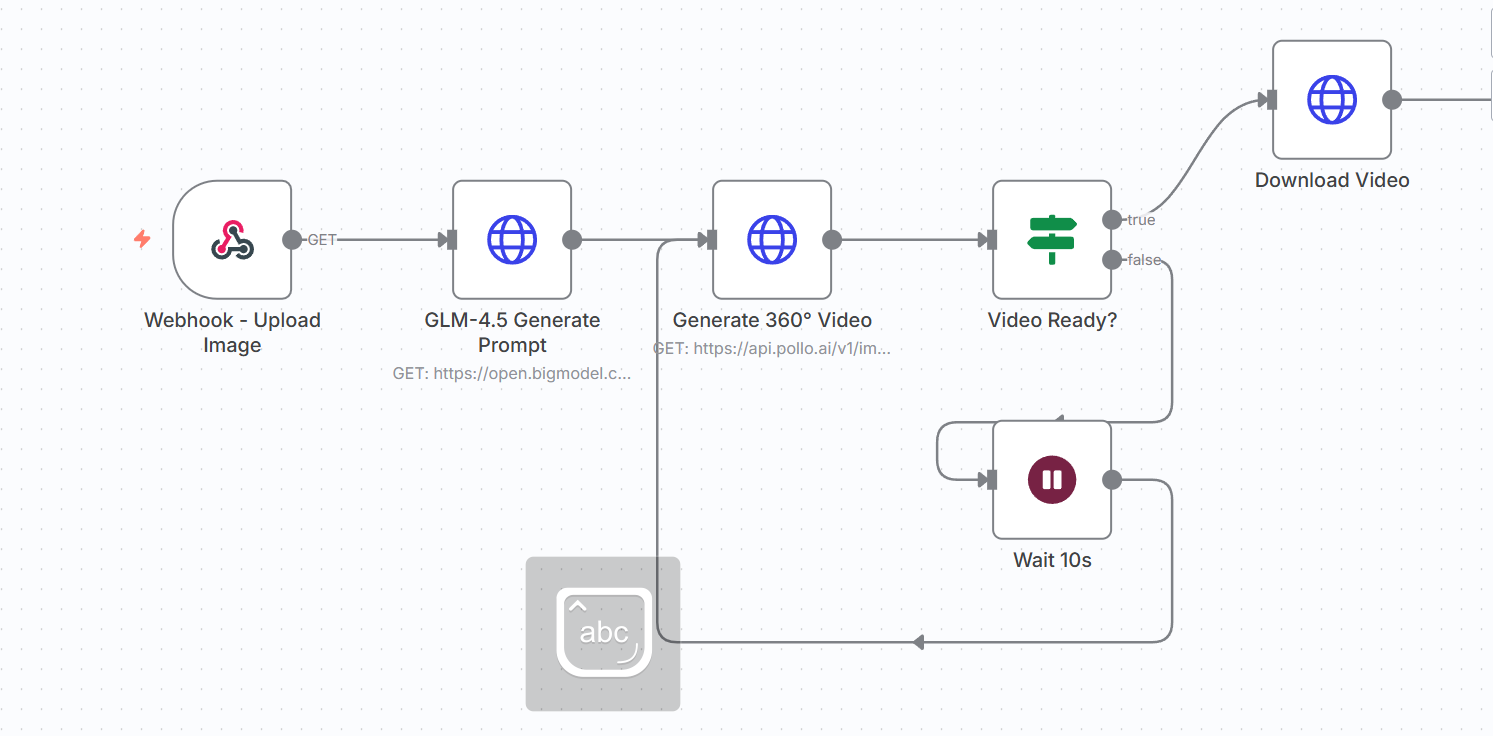 GET
Webhook - Upload
Image
GLM-4.5 Generate
Prompt
GET: https://open.bigmodel.c...
Generate 360° Video
GET: https://api.pollo.ai/v1/im...
Video Ready?
true
false
Download Video
Wait 10s
abc